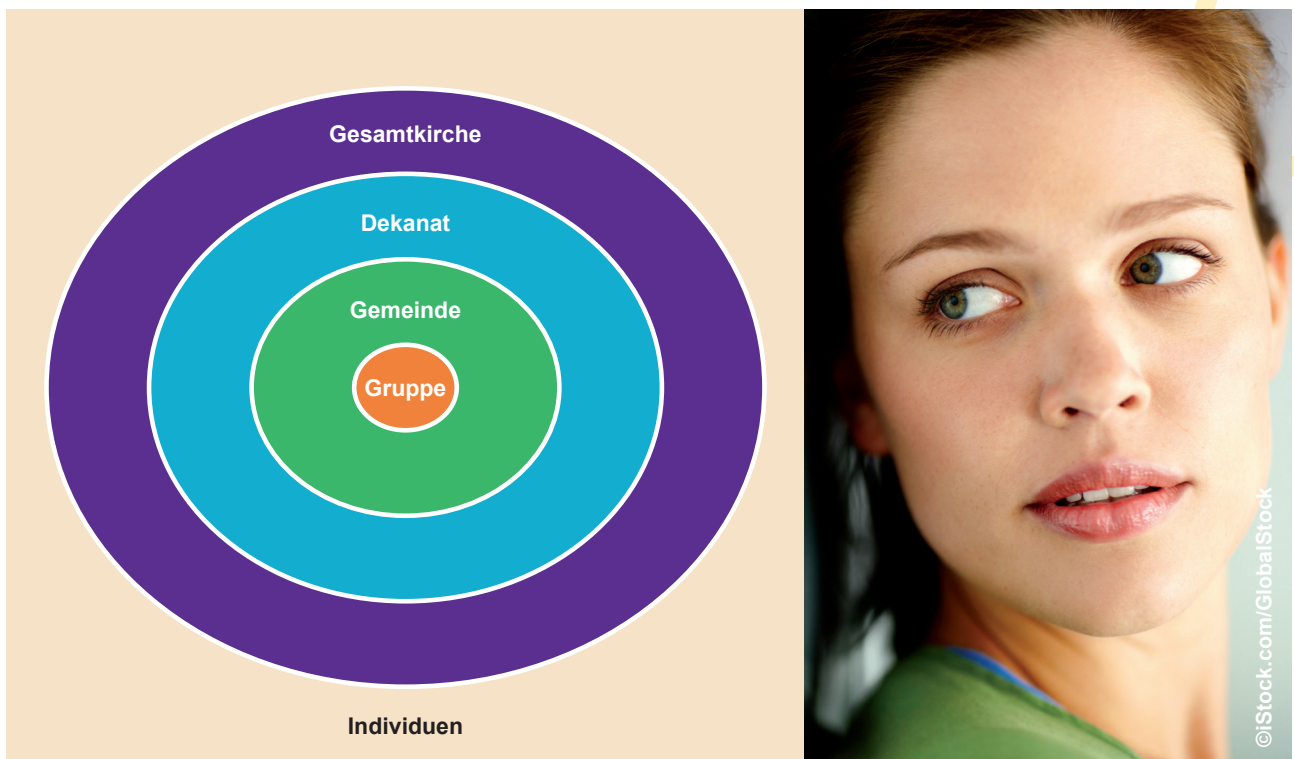 Gesamtkirche
Dekanat
Gemeinde
Gruppe
Individuen
©iStock.com/GlobalStock